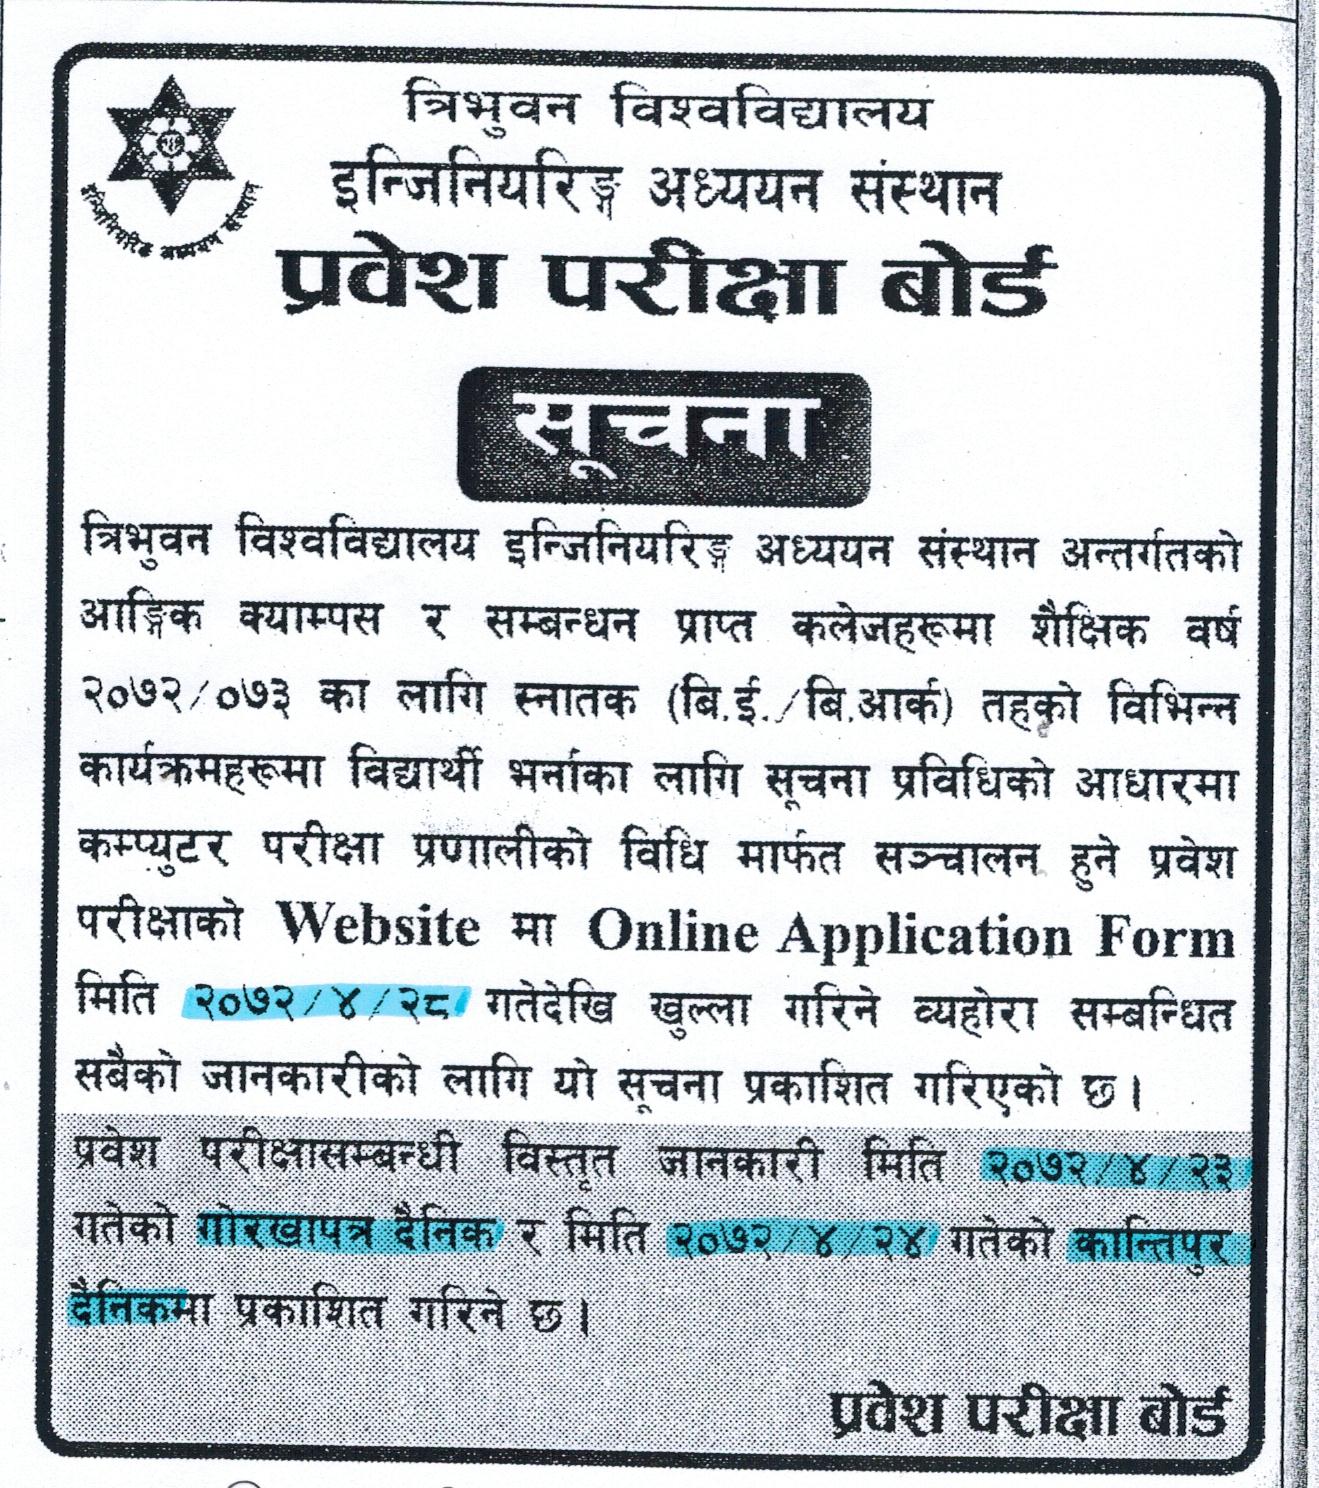 त्रिभुवन विश्वविद्यालय
इन्जिनियरिङ्ग अध्ययन संस्थान
इन्जिनियरिङ अध्ययन संस्थान
प्रवेश परीक्षा बोर्ड
सूचना
त्रिभुवन विश्वविद्यालय इन्जिनियरिङ्ग अध्ययन संस्थान अन्तर्गतको
आङ्गिक क्याम्पस र सम्बन्धन प्राप्त कलेजहरूमा शैक्षिक वर्ष
२०७२/०७३ का लागि स्नातक (बि.ई./बि.आर्क) तहको विभिन्न
कार्यक्रमहरूमा विद्यार्थी भर्नाका लागि सूचना प्रविधिको आधारमा
कम्प्युटर परीक्षा प्रणालीको विधि मार्फत सञ्चालन हुने प्रवेश
परीक्षाको Website मा Online Application Form
मिति २०७२/४/२८ गतेदेखि खुल्ला गरिने व्यहोरा सम्बन्धित
सबैको जानकारीको लागि यो सूचना प्रकाशित गरिएको छ।
प्रवेश परीक्षासम्बन्धी विस्तृत जानकारी मिति २०७२/४/२३
गतेको गोरखापत्र दैनिक र मिति २०७२/४/२४ गतेको कान्तिपुर
दैनिकमा प्रकाशित गरिने छ।
प्रवेश परीक्षा बोर्ड